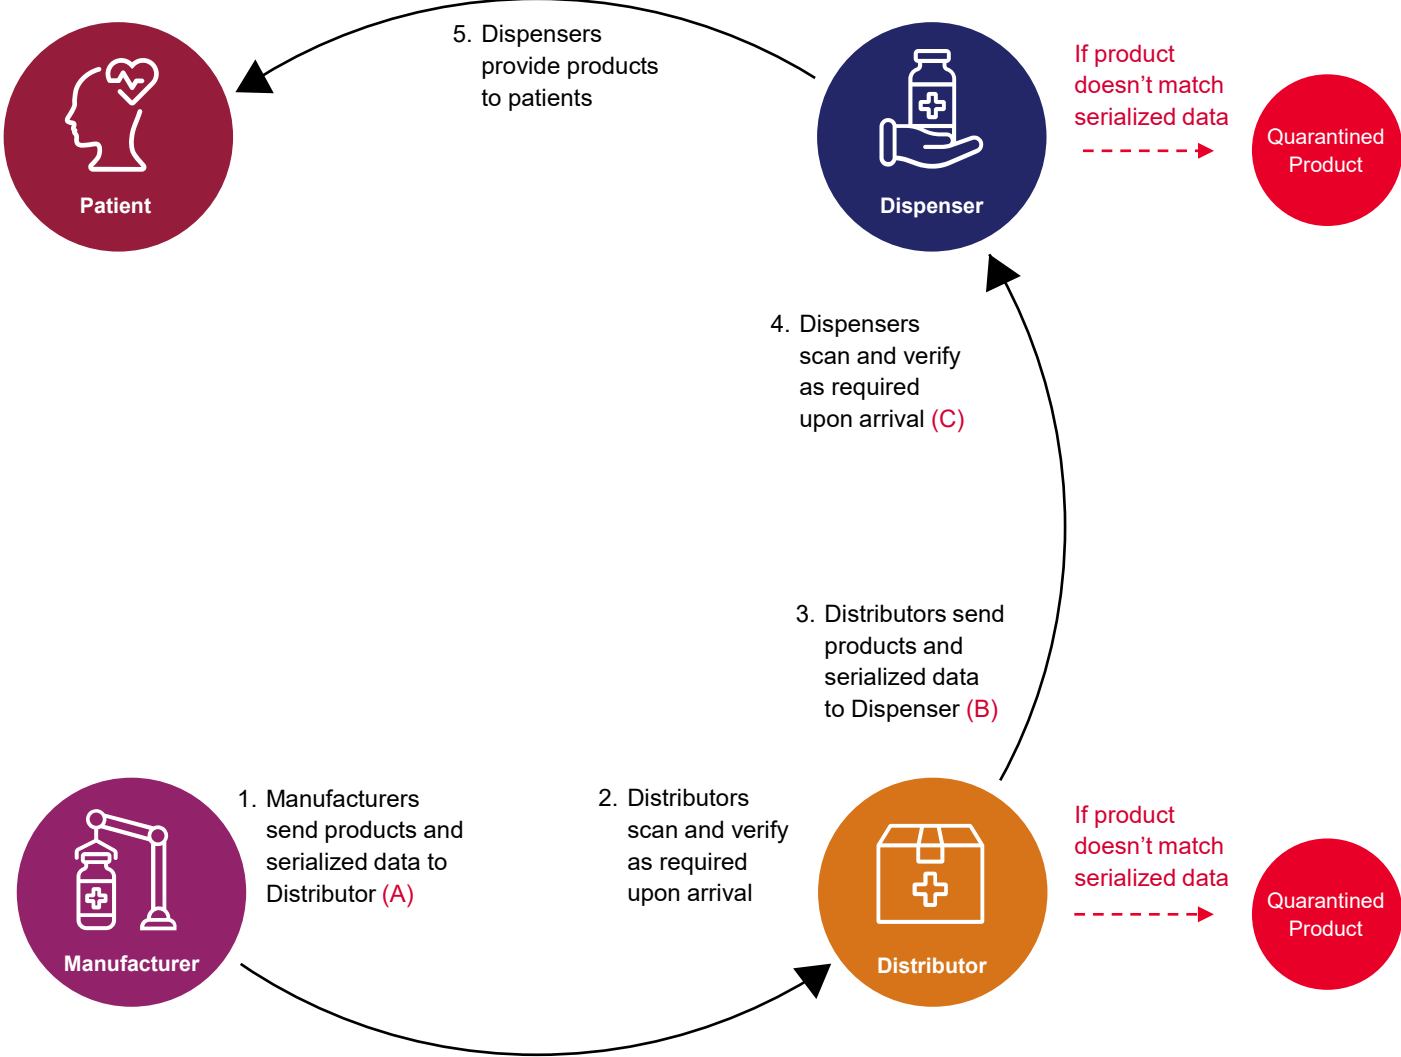 5. Dispensers
provide products
to patients
If product
doesn’t match
serialized data
Quarantined
Product
Patient
Dispenser
4. Dispensers
scan and verify
as required
upon arrival (C)
3. Distributors send
products and
serialized data
to Dispenser (B)
1. Manufacturers
send products and
serialized data to
Distributor (A)
2. Distributors
scan and verify
as required
upon arrival
If product
doesn’t match
serialized data
Quarantined
Product
Manufacturer
Distributor